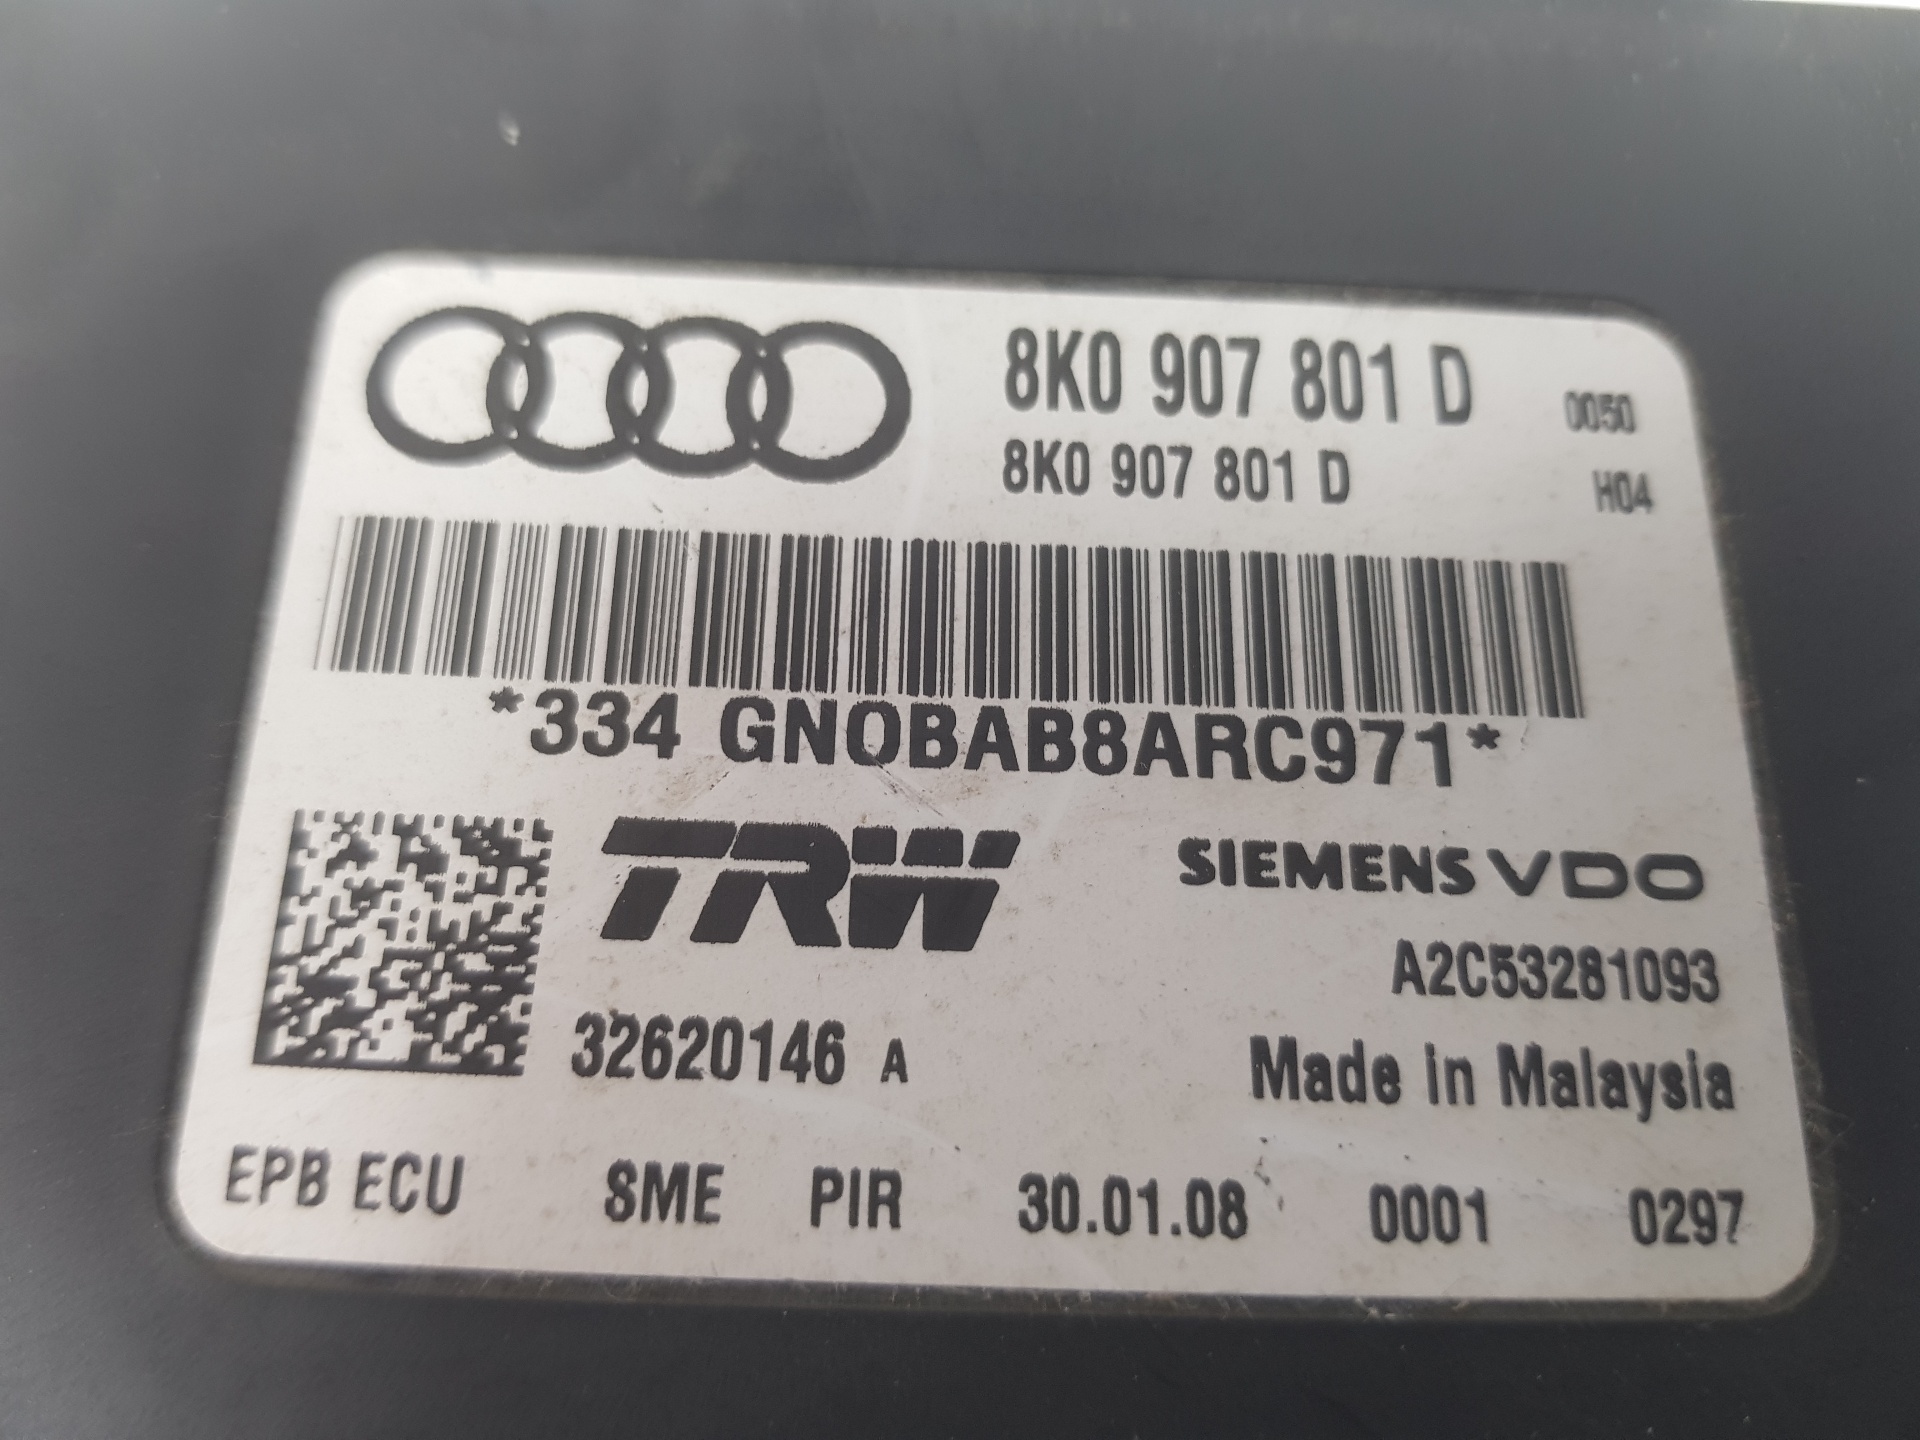 8K0 907 801 D 0050
8K0 907 801 D H04
*334 GNOBAB8ARC971*
TRW SIEMENS VDO
A2C53281093
32620146 A
Made in Malaysia
EPB ECU SME PIR 30.01.08 0001 0297